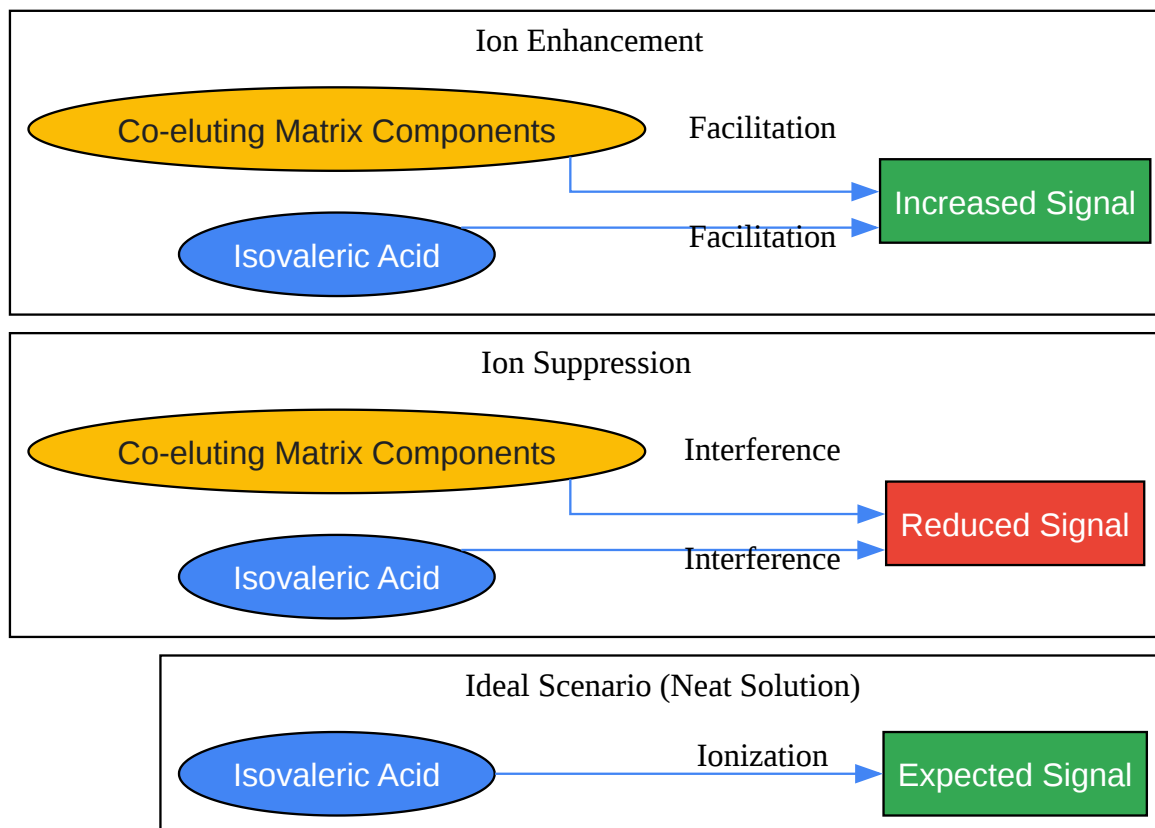 Ion Enhancement
Co-eluting Matrix Components
Facilitation
Increased Signal
Isovaleric Acid
Facilitation
Ion Suppression
Co-eluting Matrix Components
Interference
Reduced Signal
Isovaleric Acid
Interference
Ideal Scenario (Neat Solution)
Isovaleric Acid
Ionization
Expected Signal